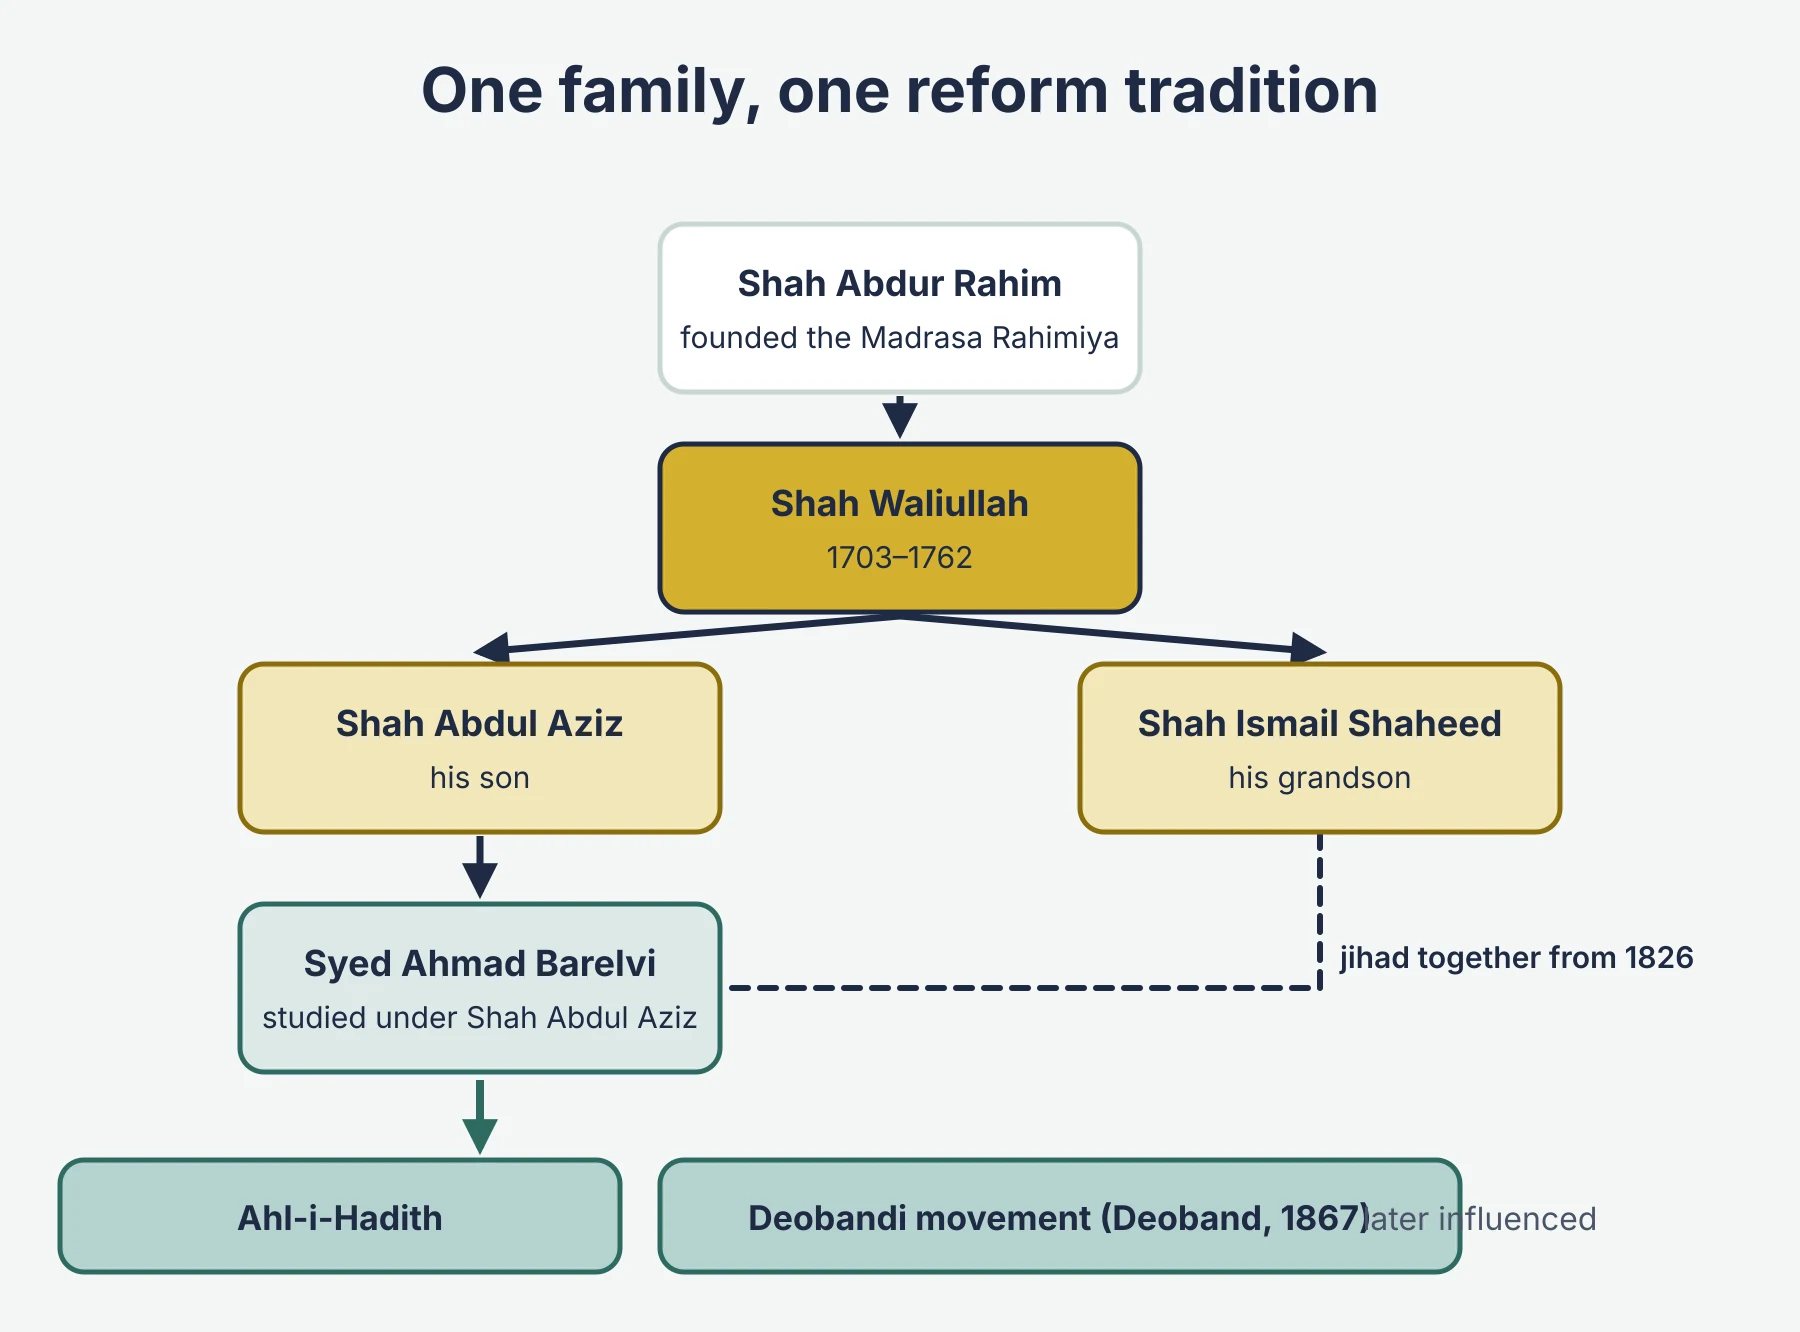 One family, one reform tradition
Shah Abdur Rahim
founded the Madrasa Rahimiya
Shah Waliullah
1703–1762
Shah Abdul Aziz
his son
Shah Ismail Shaheed
his grandson
Syed Ahmad Barelvi
studied under Shah Abdul Aziz
jihad together from 1826
Ahl-i-Hadith
Deobandi movement (Deoband, 1867)
later influenced